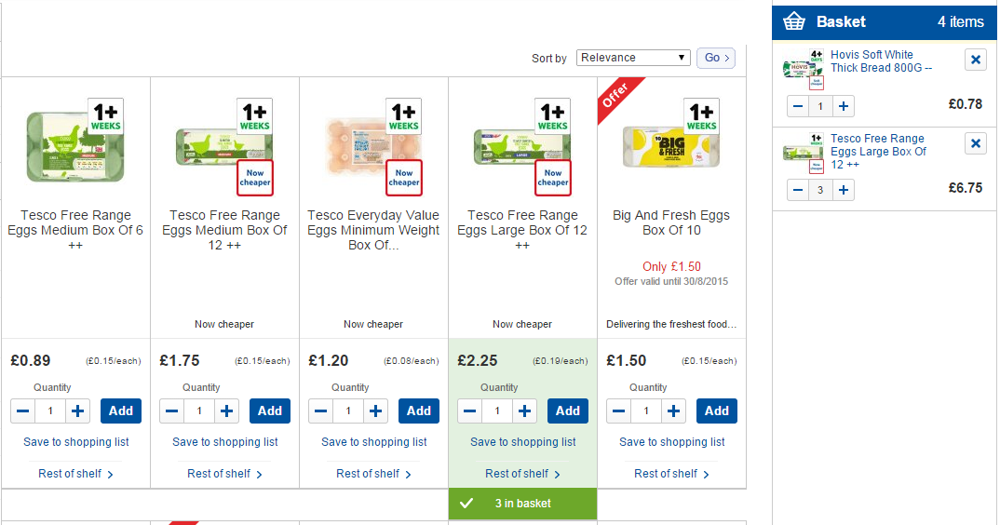 Basket 4 items
Sort by Relevance Go
4+
DAYS
HOVIS
Hovis Soft White
Thick Bread 800G --
1
£0.78
1+
WEEKS
Now
cheaper
Tesco Free Range
Eggs Large Box Of
12 ++
3
£6.75
1+
WEEKS
Tesco Free Range
Eggs Medium Box Of 6
++
£0.89 (£0.15/each)
Quantity
1 Add
Save to shopping list
Rest of shelf
1+
WEEKS
Now
cheaper
Tesco Free Range
Eggs Medium Box Of
12 ++
Now cheaper
£1.75 (£0.15/each)
Quantity
1 Add
Save to shopping list
Rest of shelf
1+
WEEKS
Now
cheaper
Tesco Everyday Value
Eggs Minimum Weight
Box Of...
Now cheaper
£1.20 (£0.08/each)
Quantity
1 Add
Save to shopping list
Rest of shelf
1+
WEEKS
LARGE
Now
cheaper
Tesco Free Range
Eggs Large Box Of 12
++
Now cheaper
£2.25 (£0.19/each)
Quantity
1 Add
Save to shopping list
Rest of shelf
3 in basket
Offer
1+
WEEKS
10
BIG
&FRESH
Big And Fresh Eggs
Box Of 10
Only £1.50
Offer valid until 30/8/2015
Delivering the freshest food...
£1.50 (£0.15/each)
Quantity
1 Add
Save to shopping list
Rest of shelf